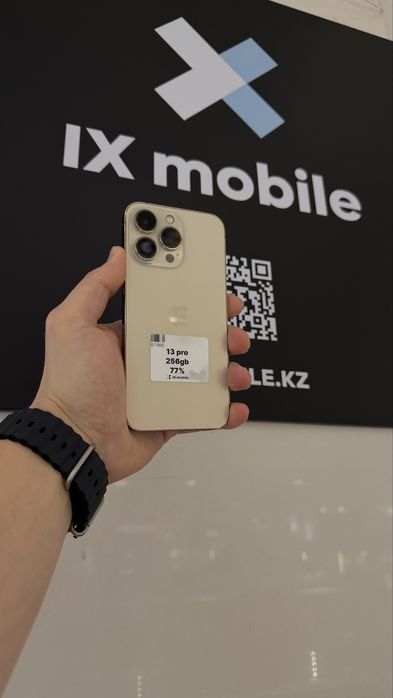 IX mobile
LE.KZ
13 pro
256gb
77%
IX mobile